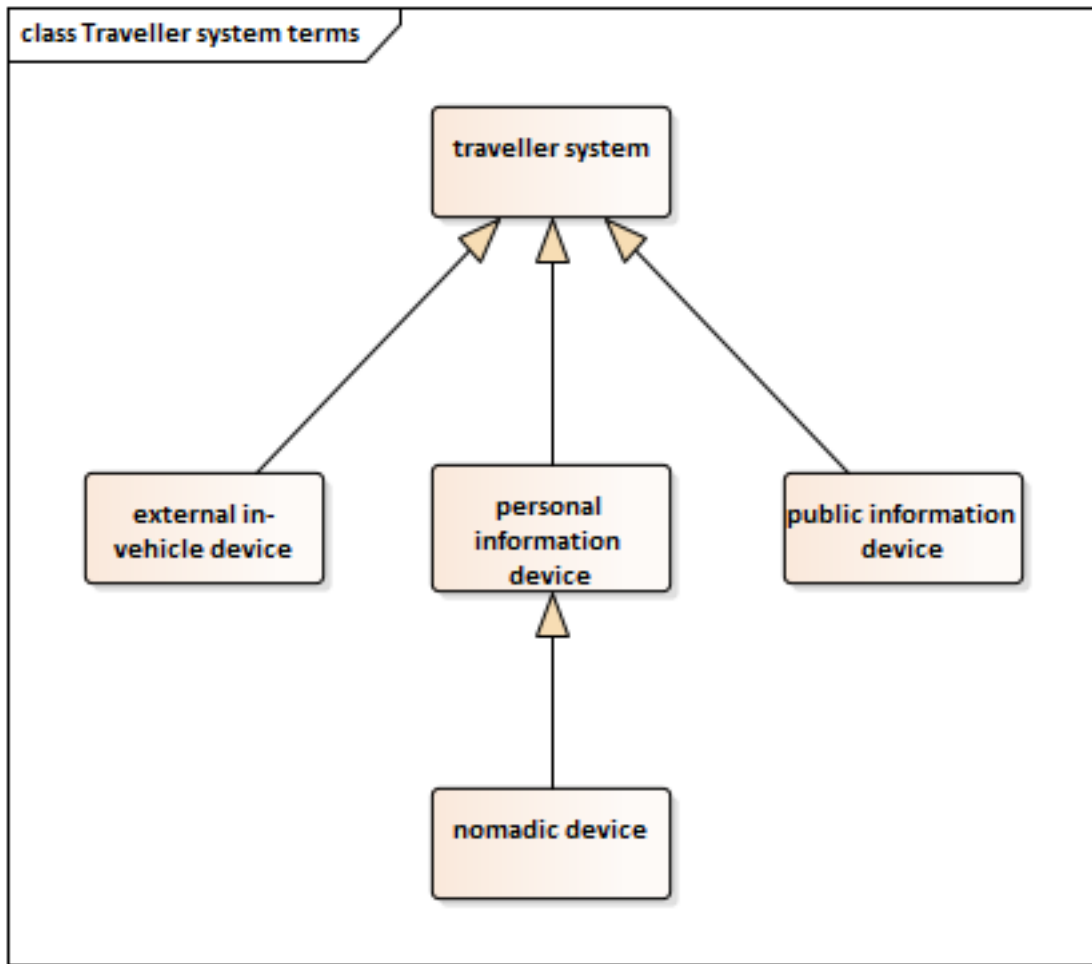 class Traveller system terms
traveller system
external in-
vehicle device
personal
information
device
public information
device
nomadic device